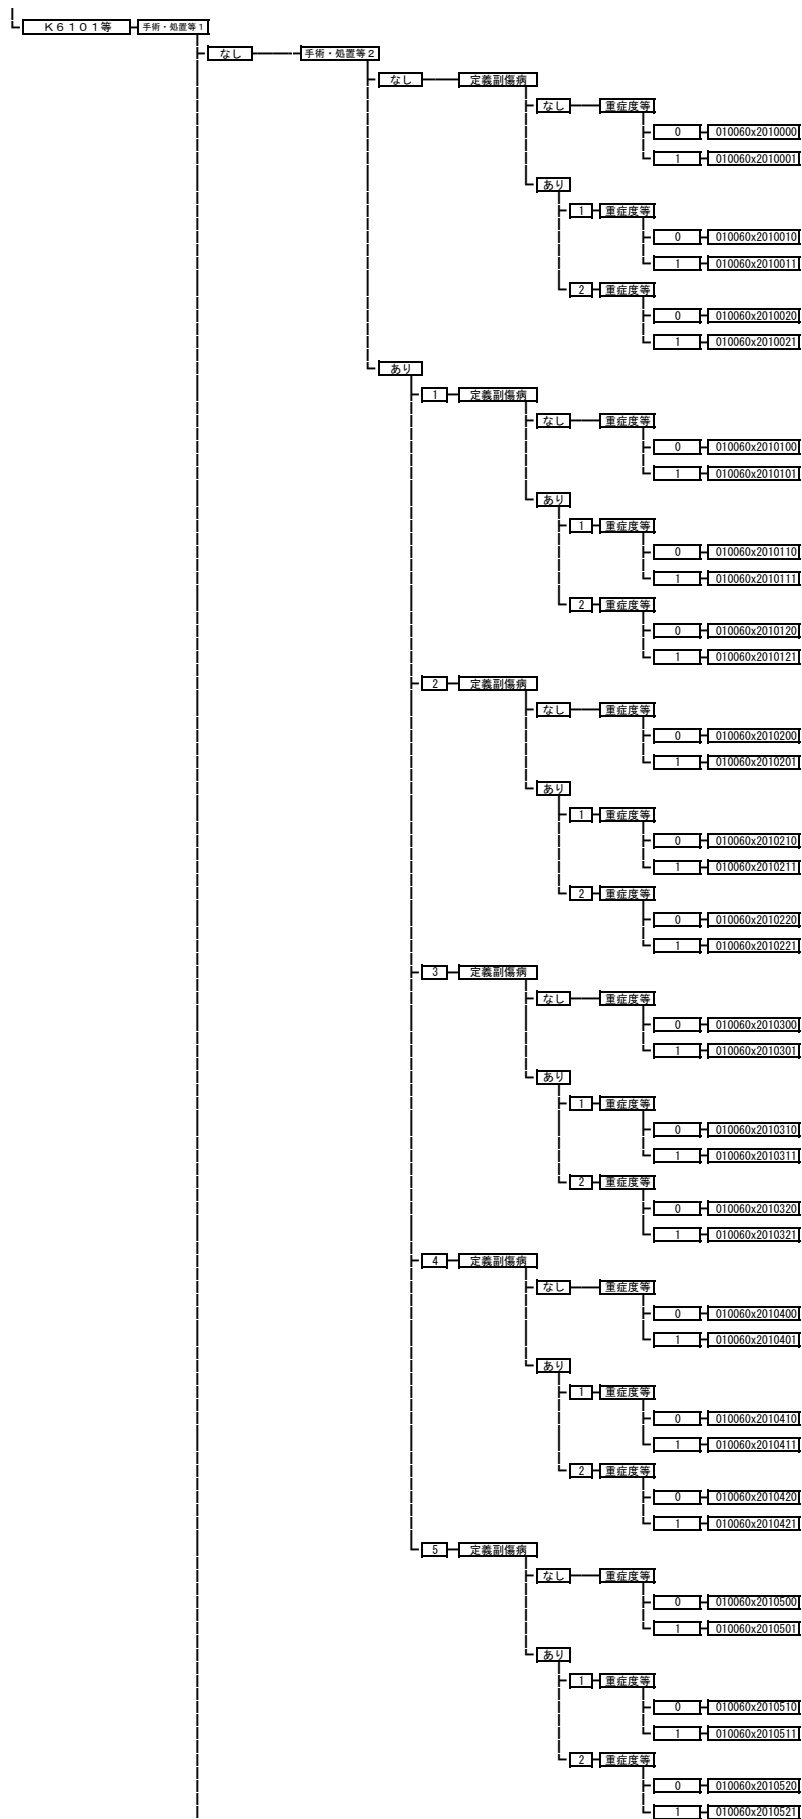 K6101等 手術・処置等1
なし 手術・処置等2
なし 定義副傷病
なし 重症度等
0 010060x2010000
1 010060x2010001
あり
1 重症度等
0 010060x2010010
1 010060x2010011
2 重症度等
0 010060x2010020
1 010060x2010021
あり
1 定義副傷病
なし 重症度等
0 010060x2010100
1 010060x2010101
あり
1 重症度等
0 010060x2010110
1 010060x2010111
2 重症度等
0 010060x2010120
1 010060x2010121
2 定義副傷病
なし 重症度等
0 010060x2010200
1 010060x2010201
あり
1 重症度等
0 010060x2010210
1 010060x2010211
2 重症度等
0 010060x2010220
1 010060x2010221
3 定義副傷病
なし 重症度等
0 010060x2010300
1 010060x2010301
あり
1 重症度等
0 010060x2010310
1 010060x2010311
2 重症度等
0 010060x2010320
1 010060x2010321
4 定義副傷病
なし 重症度等
0 010060x2010400
1 010060x2010401
あり
1 重症度等
0 010060x2010410
1 010060x2010411
2 重症度等
0 010060x2010420
1 010060x2010421
5 定義副傷病
なし 重症度等
0 010060x2010500
1 010060x2010501
あり
1 重症度等
0 010060x2010510
1 010060x2010511
2 重症度等
0 010060x2010520
1 010060x2010521